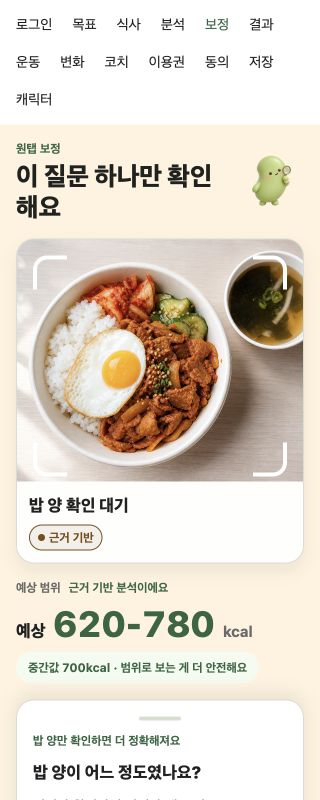 로그인 목표 식사 분석 보정 결과
운동 변화 코치 이용권 동의 저장
캐릭터
원탭 보정
이 질문 하나만 확인
해요
밥 양 확인 대기
근거 기반
예상 범위 근거 기반 분석이에요
예상 620-780 kcal
중간값 700kcal · 범위로 보는 게 더 안전해요
밥 양만 확인하면 더 정확해져요
밥 양이 어느 정도였나요?